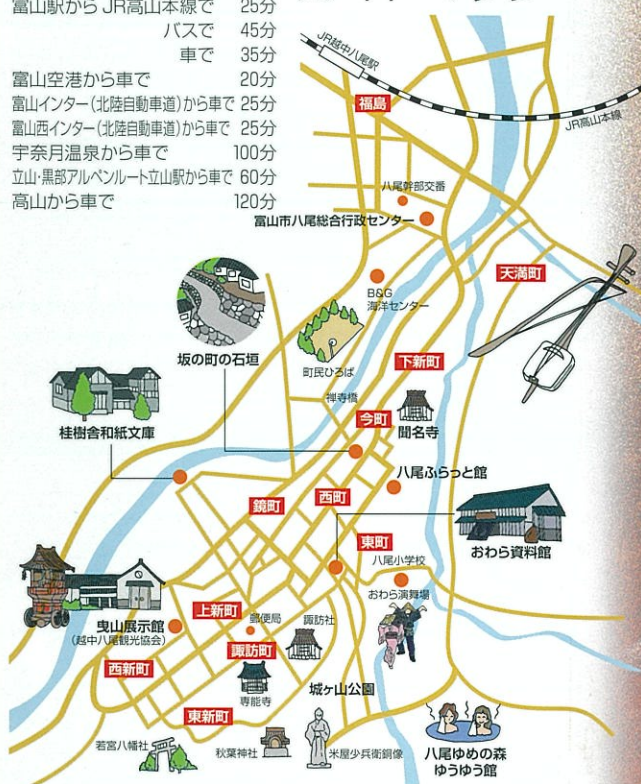 富山駅からJR高山本線で 25分
バスで 45分
車で 35分
富山空港から車で 20分
富山インター(北陸自動車道)から車で 25分
富山西インター(北陸自動車道)から車で 25分
宇奈月温泉から車で 100分
立山・黒部アルペンルート立山駅から車で 60分
高山から車で 120分
JR越中八尾駅
JR高山本線
福島
八尾幹部交番
富山市八尾総合行政センター
天満町
B&G
海洋センター
坂の町の石垣
町民ひろば
下新町
禅寺橋
今町
聞名寺
桂樹舎和紙文庫
八尾ふらっと館
西町
鏡町
おわら資料館
東町
八尾小学校
おわら演舞場
上新町
郵便局
諏訪社
曳山展示館
(越中八尾観光協会)
諏訪町
西新町
専能寺
城ヶ山公園
東新町
若宮八幡社
秋葉神社
米屋少兵衛銅像
八尾ゆめの森
ゆうゆう館